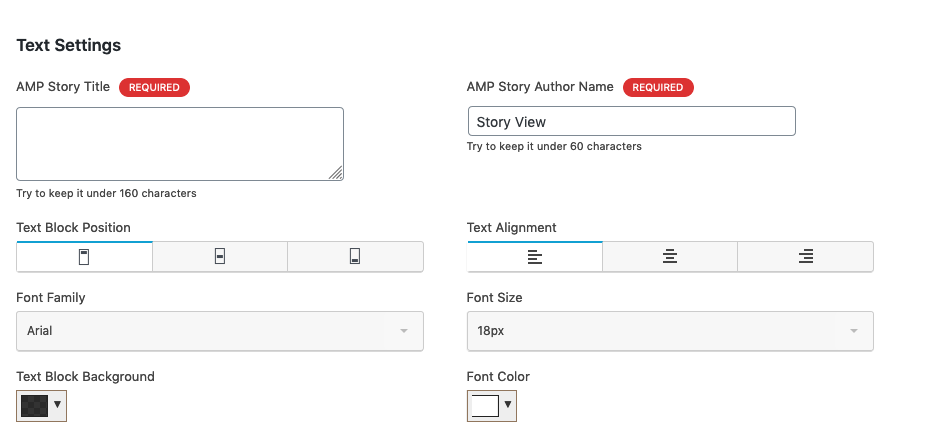 Text Settings
AMP Story Title REQUIRED
AMP Story Author Name REQUIRED
Story View
Try to keep it under 60 characters
Try to keep it under 160 characters
Text Block Position
Text Alignment
Font Family
Font Size
Arial
18px
Text Block Background
Font Color